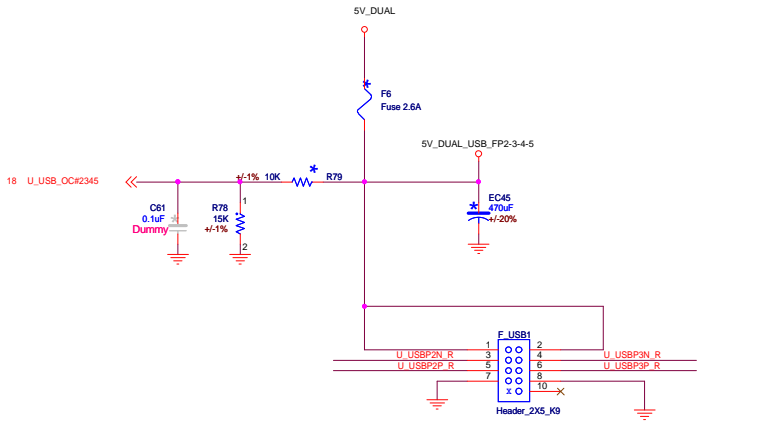 5V_DUAL
F6
Fuse 2.6A
5V_DUAL_USB_FP2-3-4-5
18 U_USB_OC#2345
+/-1% 10K R79
C61
0.1uF
Dummy
R78
15K
+/-1%
1
2
EC45
470uF
+/-20%
F_USB1
1 2
U_USBP2N_R 3 4 U_USBP3N_R
U_USBP2P_R 5 6 U_USBP3P_R
7 8
x 10
Header_2X5_K9